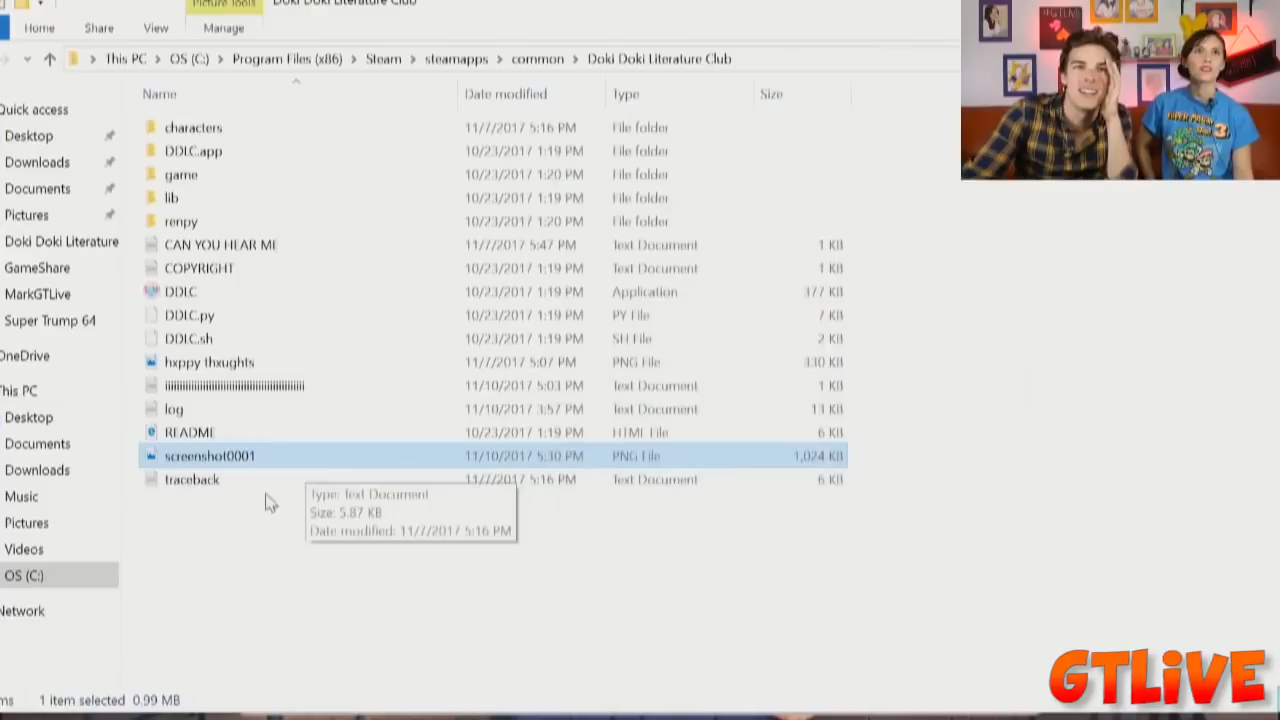 Picture Tools Doki Doki Literature Club
Home Share View Manage
This PC OS (C:) Program Files (x86) Steam steamapps common Doki Doki Literature Club
Name Date modified Type Size
Quick access
Desktop
Downloads
Documents
Pictures
Doki Doki Literature
GameShare
MarkGTLive
Super Trump 64
OneDrive
This PC
Desktop
Documents
Downloads
Music
Pictures
Videos
OS (C:)
Network
characters 11/7/2017 5:16 PM File folder
DDLC.app 10/23/2017 1:19 PM File folder
game 10/23/2017 1:20 PM File folder
lib 10/23/2017 1:19 PM File folder
renpy 10/23/2017 1:20 PM File folder
CAN YOU HEAR ME 11/7/2017 5:47 PM Text Document 1 KB
COPYRIGHT 10/23/2017 1:19 PM Text Document 1 KB
DDLC 10/23/2017 1:19 PM Application 377 KB
DDLC.py 10/23/2017 1:19 PM PY File 7 KB
DDLC.sh 10/23/2017 1:19 PM SH File 2 KB
hxppy thxughts 11/7/2017 5:07 PM PNG File 330 KB
11/10/2017 5:03 PM Text Document 1 KB
log 11/10/2017 3:57 PM Text Document 13 KB
README 10/23/2017 1:19 PM HTML File 6 KB
screenshot0001 11/10/2017 5:30 PM PNG File 1,024 KB
traceback 11/7/2017 5:16 PM Text Document 6 KB
Type: Text Document
Size: 5.87 KB
Date modified: 11/7/2017 5:16 PM
1 item selected 0.99 MB
SUPER MARIO
BROS 3
GTLiVE